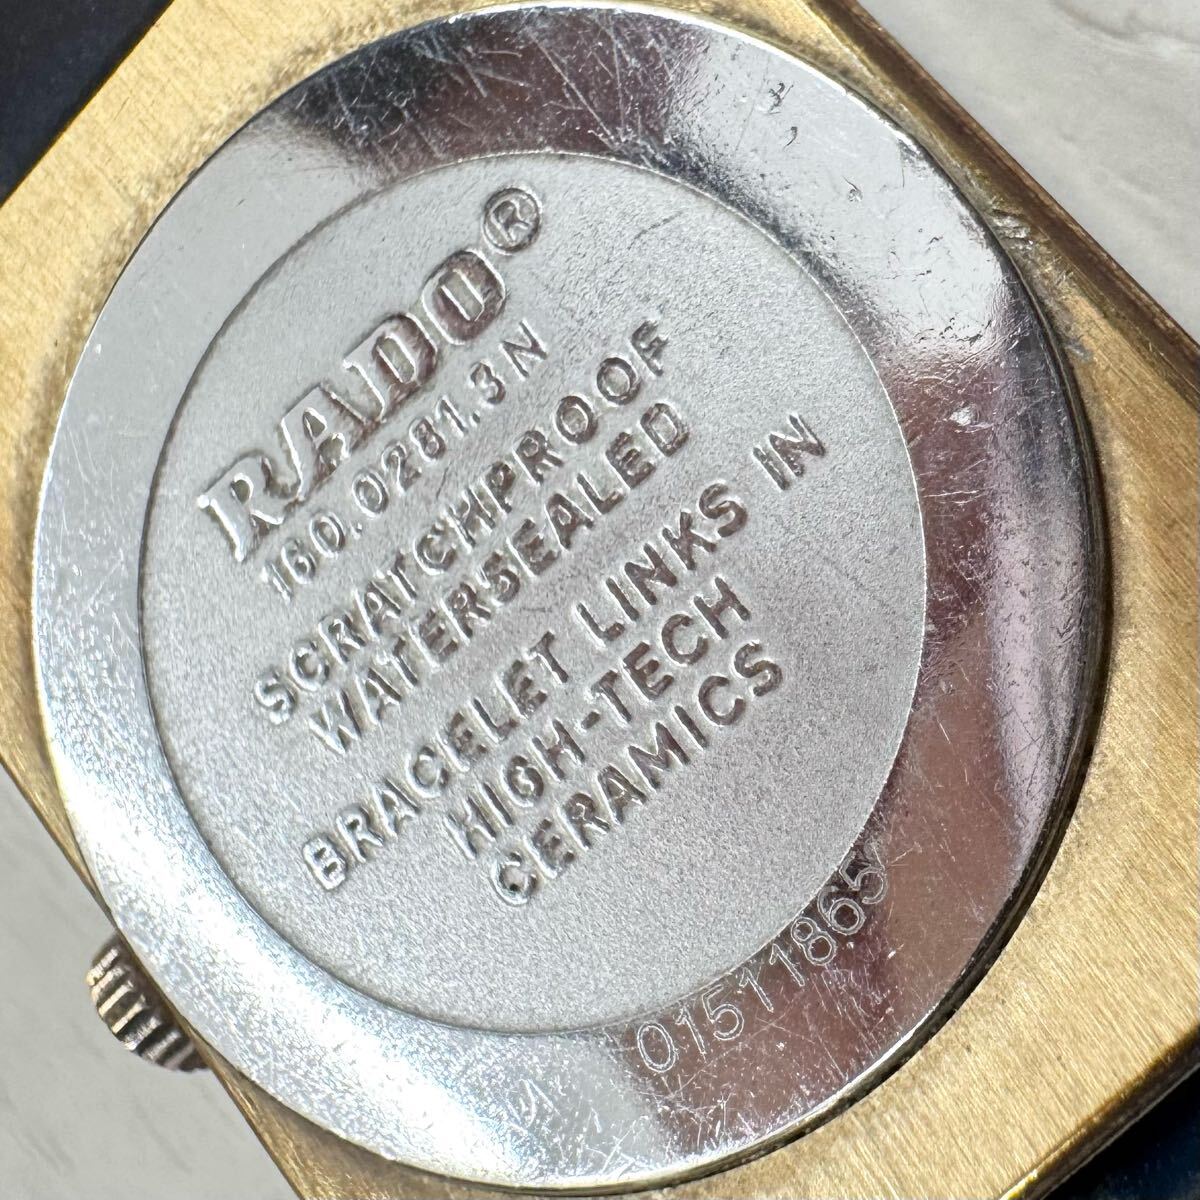 RADO®
160.0281.3N
SCRATCHPROOF
WATERSEALED
BRACELET LINKS IN
HIGH-TECH
CERAMICS
01511865